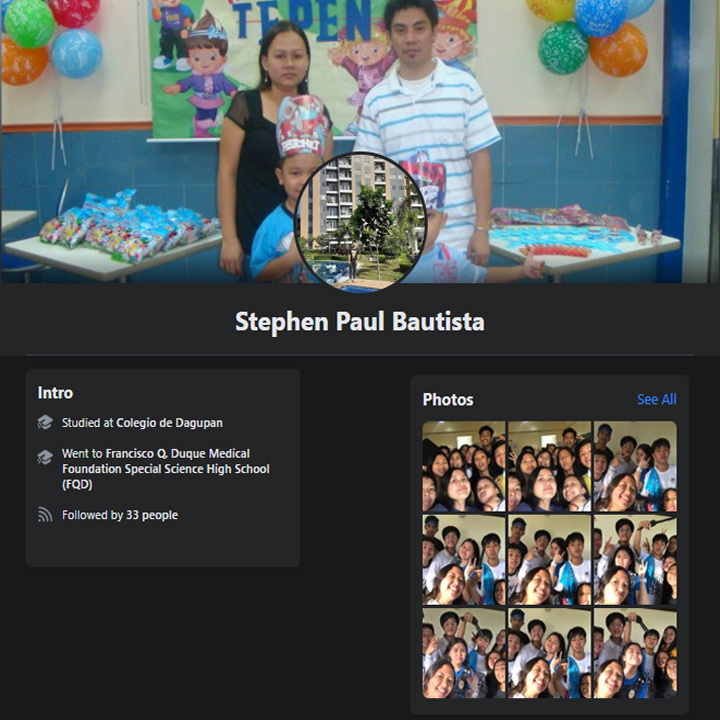 TEPEN
Stephen Paul Bautista
Intro
Studied at Colegio de Dagupan
Went to Francisco Q. Duque Medical
Foundation Special Science High School
(FQD)
Followed by 33 people
Photos
See All